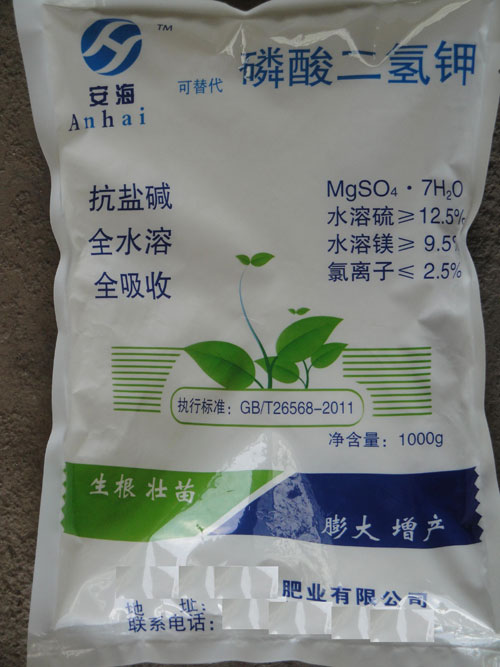 TM
安海
Anhai
可替代 磷酸二氢钾
抗盐碱
全水溶
全吸收
MgSO₄·7H₂O
水溶硫≥12.5%
水溶镁≥9.5%
氯离子≤2.5%
执行标准：GB/T26568-2011
净含量：1000g
生根壮苗
膨大增产
肥业有限公司
地 址：
联系电话：